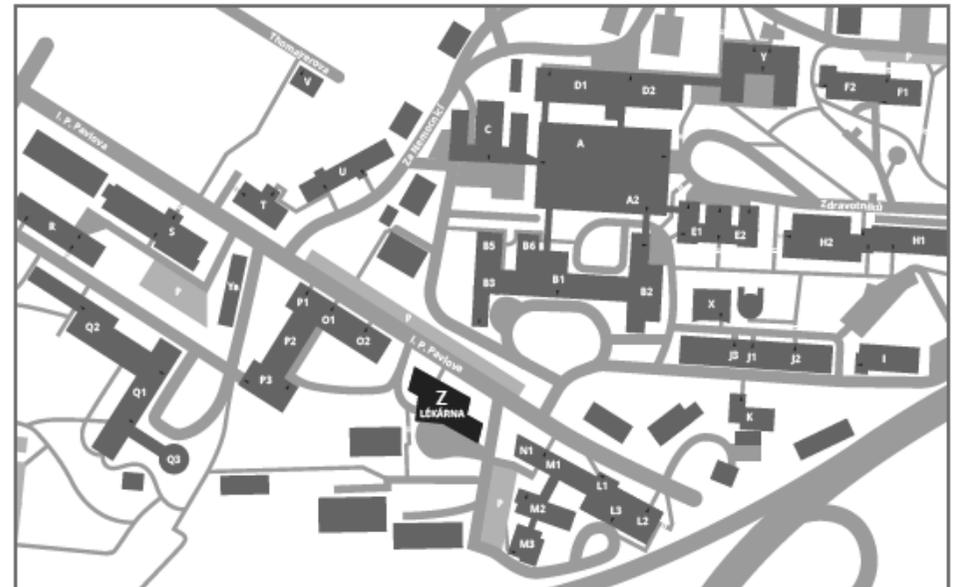 Thomayerova
V
I. P. Pavlova
Za Nemocnicí
U
T
S
R
P
Ya
Q2
Q1
Q3
P1
P2
P3
O1
O2
P
I. P. Pavlova
Z
LÉKÁRNA
C
D1
D2
A
A2
Y
F2
F1
P
Zdravotníků
E1
E2
H2
H1
B5
B6
B3
B1
B2
X
J3
J1
J2
I
K
N1
M1
M2
M3
L1
L3
L2
P